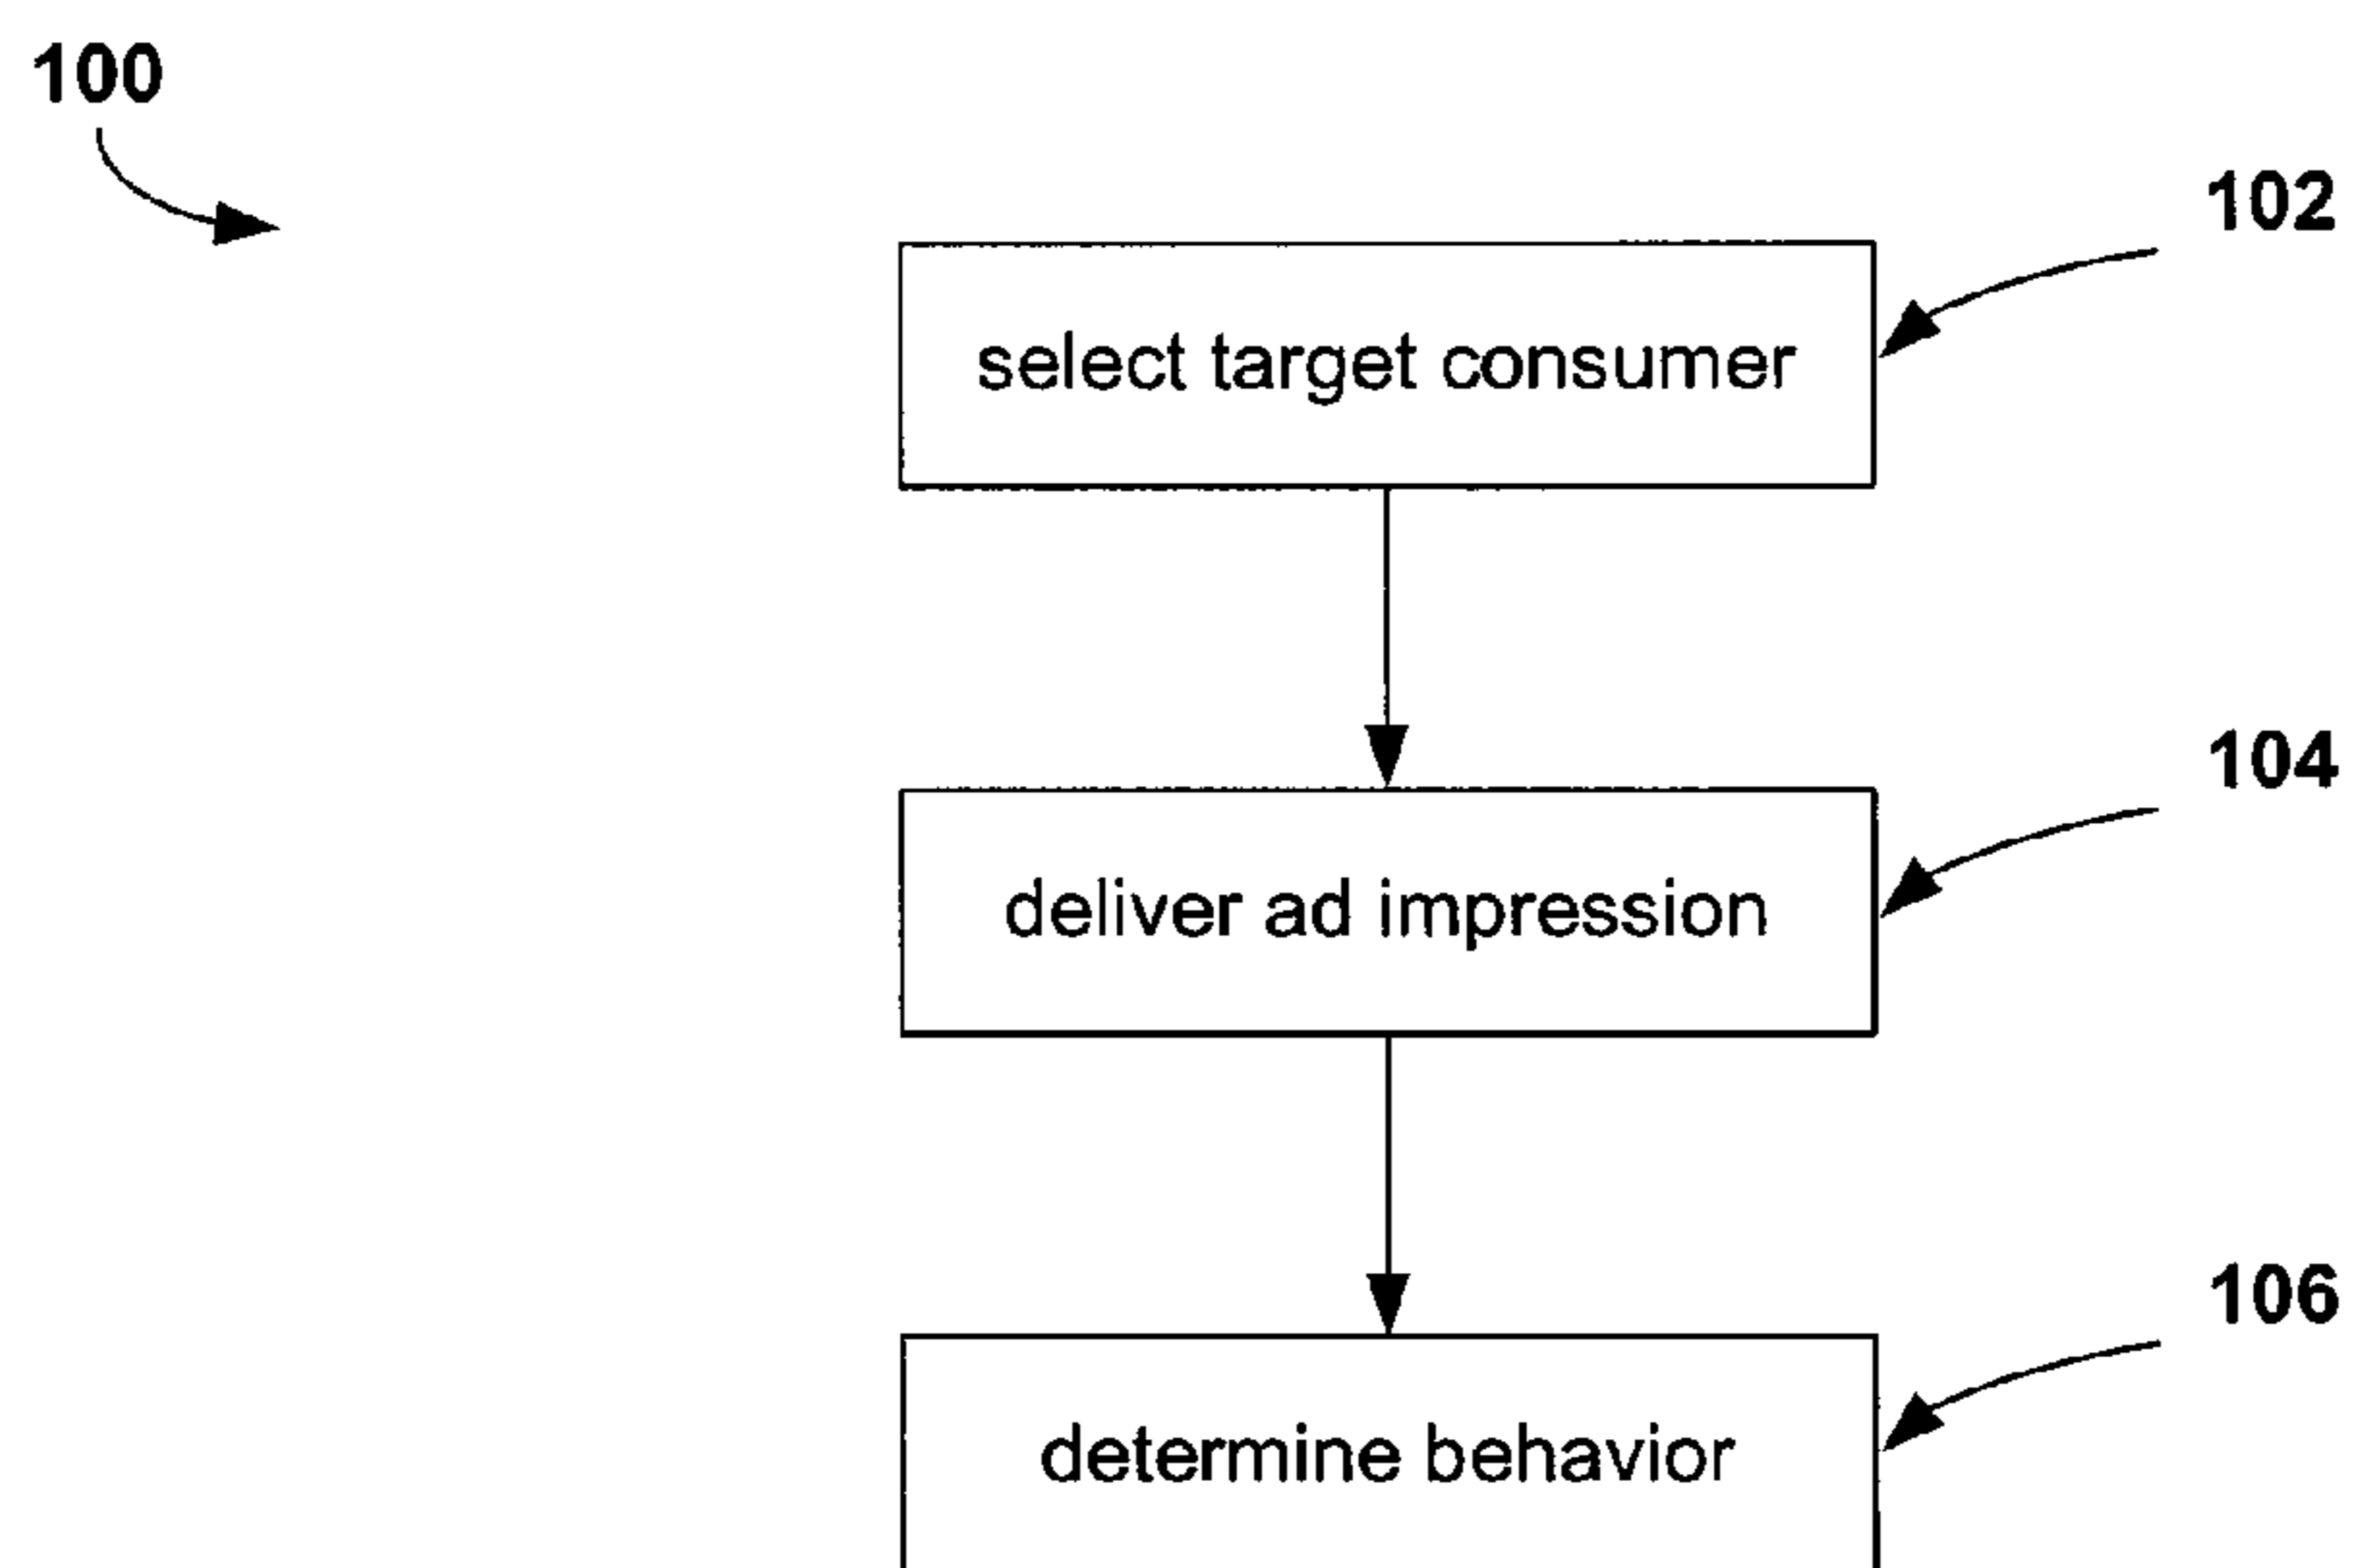 100
102
select target consumer
104
deliver ad impression
106
determine behavior